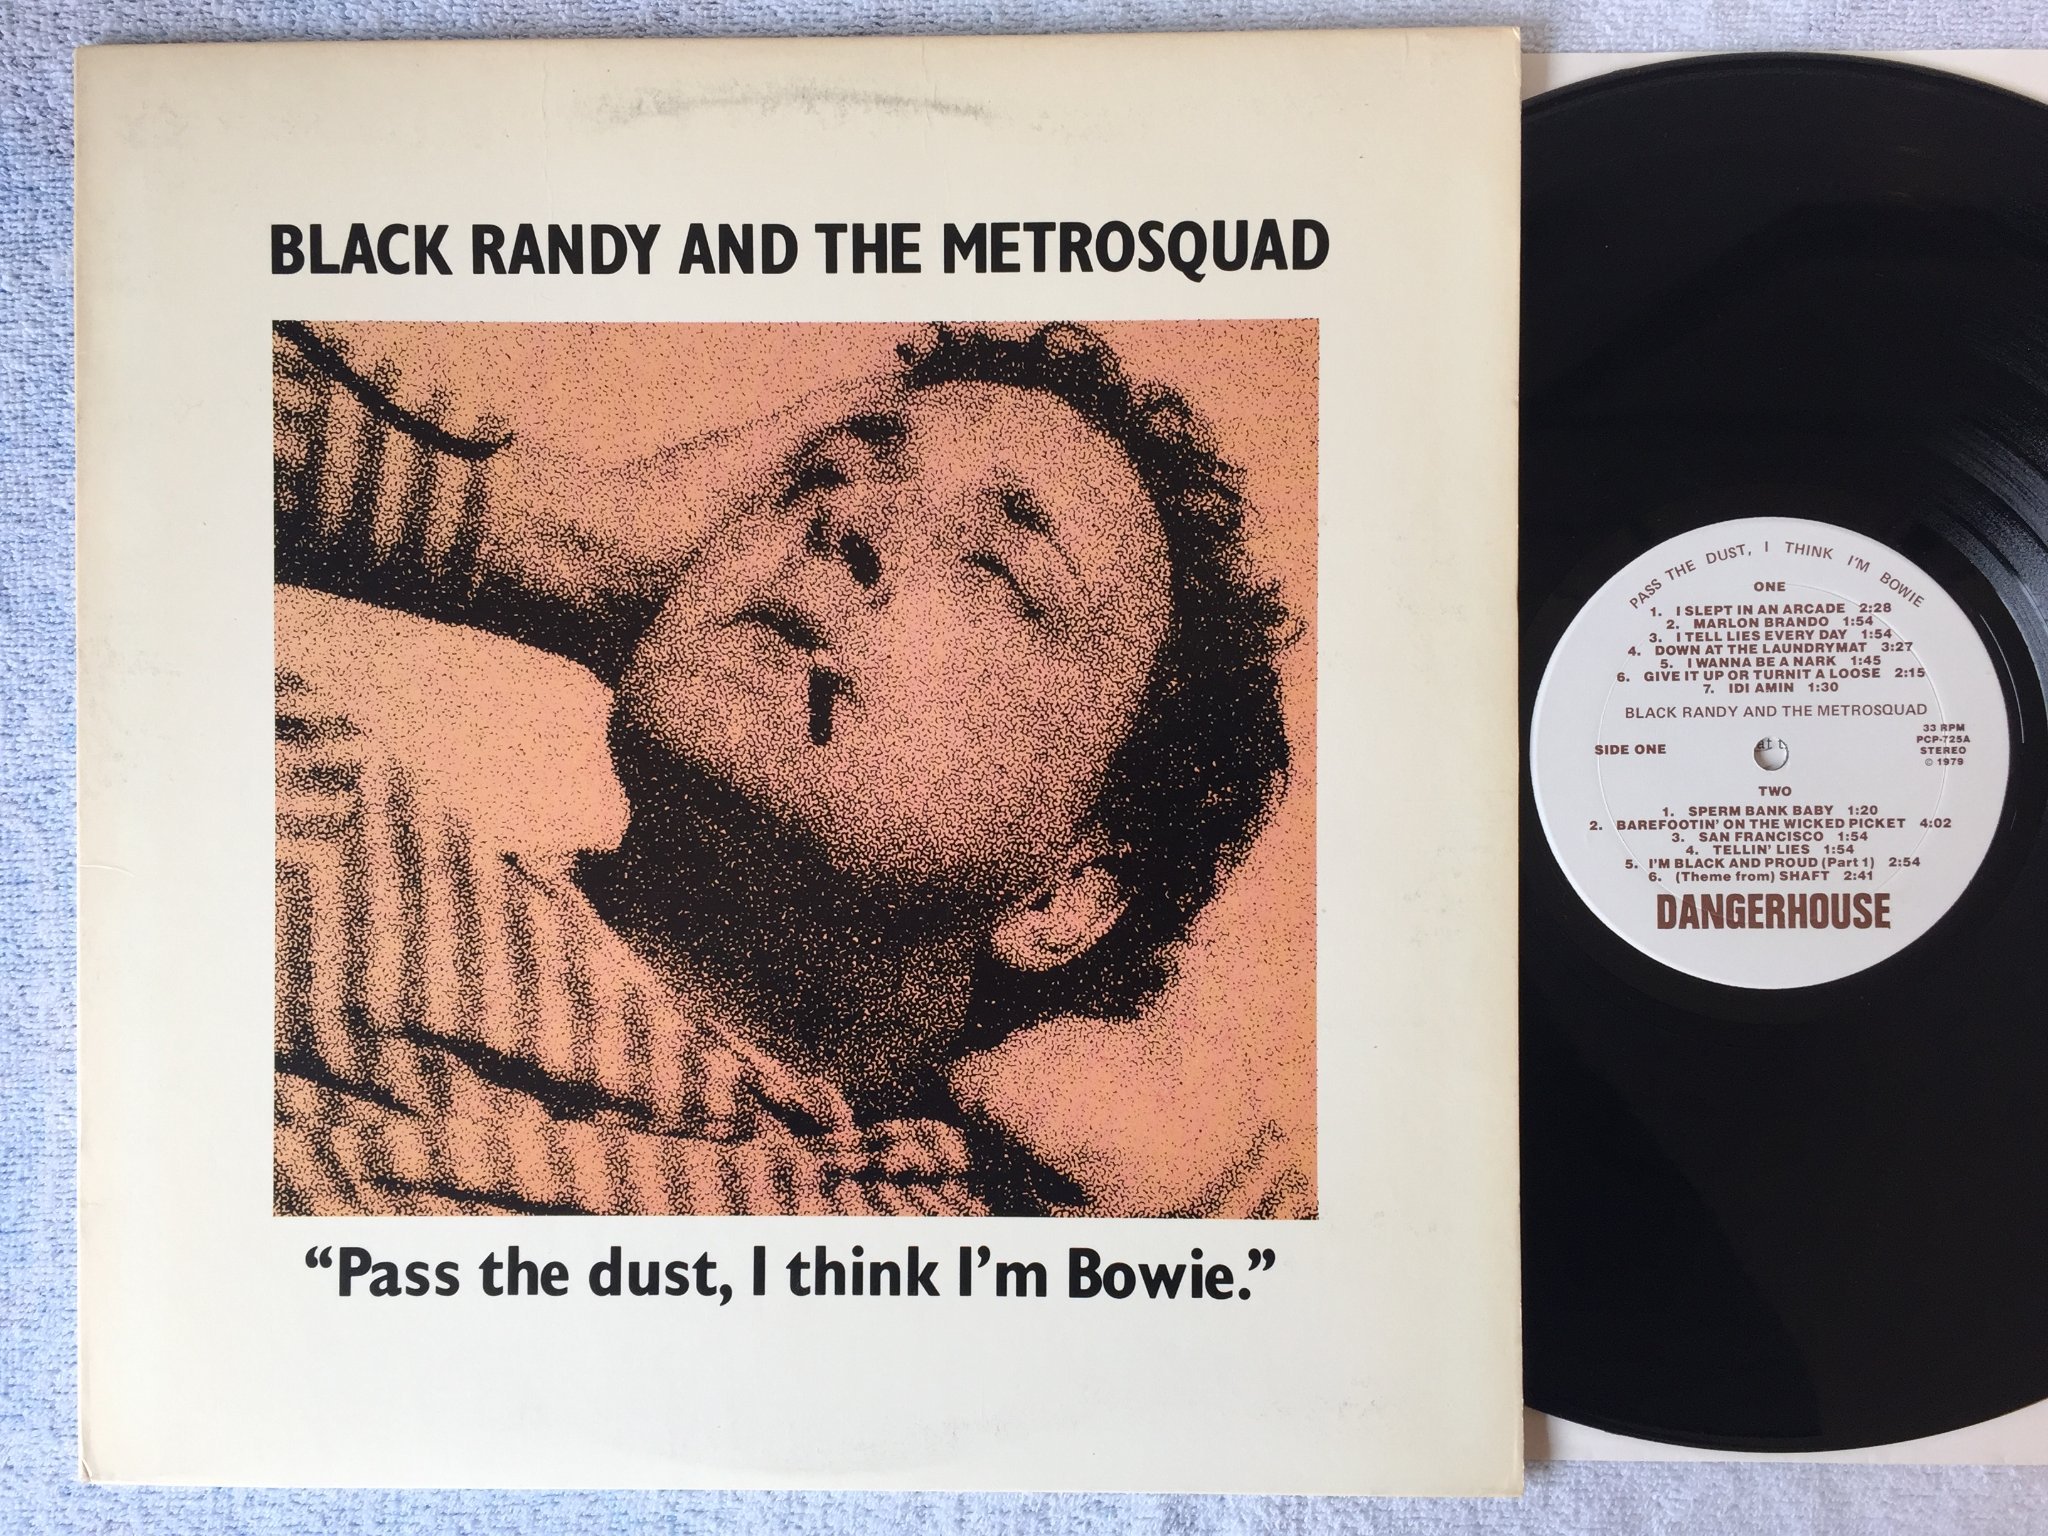 BLACK RANDY AND THE METROSQUAD
“Pass the dust, I think I’m Bowie.”
PASS THE DUST, I THINK I'M BOWIE
ONE
1. I SLEPT IN AN ARCADE 2:28
2. MARLON BRANDO 1:54
3. I TELL LIES EVERY DAY 1:54
4. DOWN AT THE LAUNDRYMAT 3:27
5. I WANNA BE A NARK 1:45
6. GIVE IT UP OR TURNIT A LOOSE 2:15
7. IDI AMIN 1:30
BLACK RANDY AND THE METROSQUAD
SIDE ONE
33 RPM
PCP-725A
STEREO
© 1979
TWO
1. SPERM BANK BABY 1:20
2. BAREFOOTIN' ON THE WICKED PICKET 4:02
3. SAN FRANCISCO 1:54
4. TELLIN' LIES 1:54
5. I'M BLACK AND PROUD (Part 1) 2:54
6. (Theme from) SHAFT 2:41
DANGERHOUSE